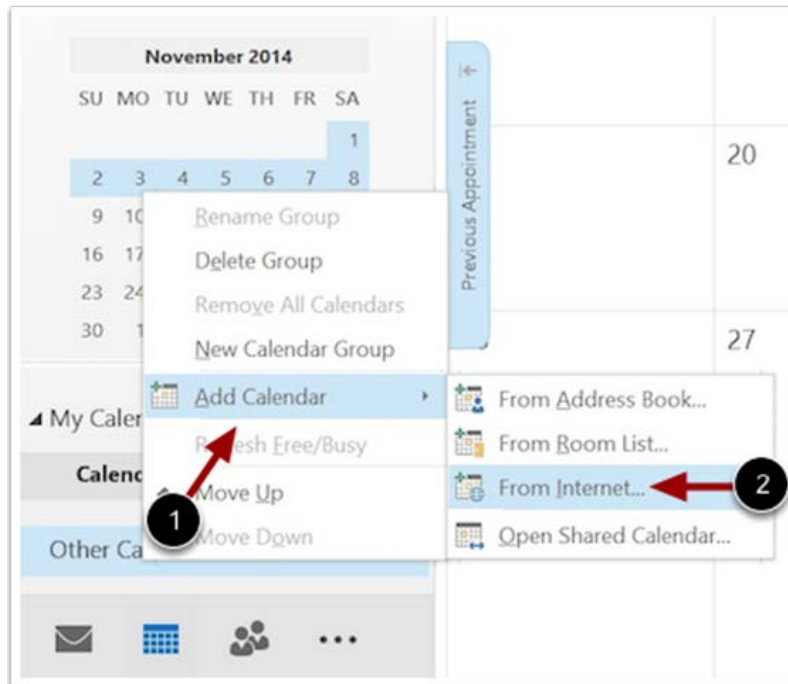 November 2014
SU MO TU WE TH FR SA
1
2 3 4 5 6 7 8
9 10
16 17
23 24
30 1
Previous Appointment
20
27
Rename Group
Delete Group
Remove All Calendars
New Calendar Group
Add Calendar
Refresh Free/Busy
Move Up
Move Down
From Address Book...
From Room List...
From Internet...
Open Shared Calendar...
My Caler
Calend
Other Ca
1
2